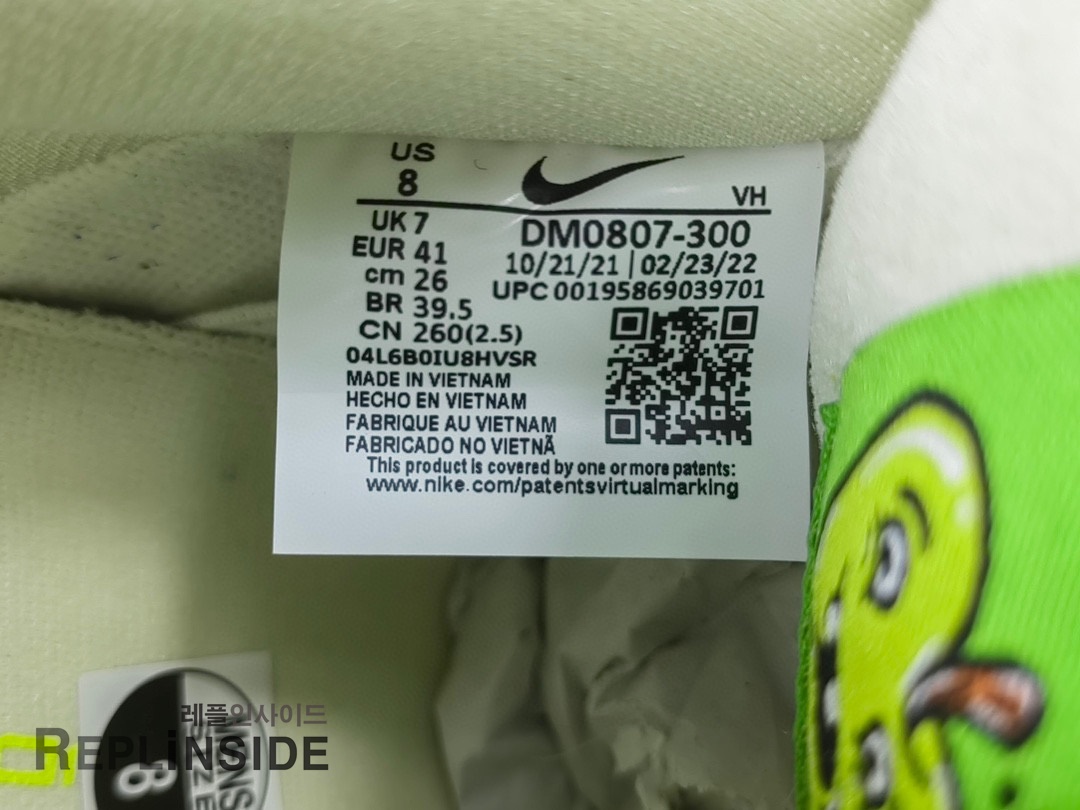 US
8
VH
UK 7
EUR 41
cm 26
BR 39.5
CN 260(2.5)
DM0807-300
10/21/21 | 02/23/22
UPC 00195869039701
04L6B0IU8HVSR
MADE IN VIETNAM
HECHO EN VIETNAM
FABRIQUE AU VIETNAM
FABRICADO NO VIETNÃ
This product is covered by one or more patents:
www.nike.com/patentsvirtualmarking
레플인사이드
REPLINSIDE
8